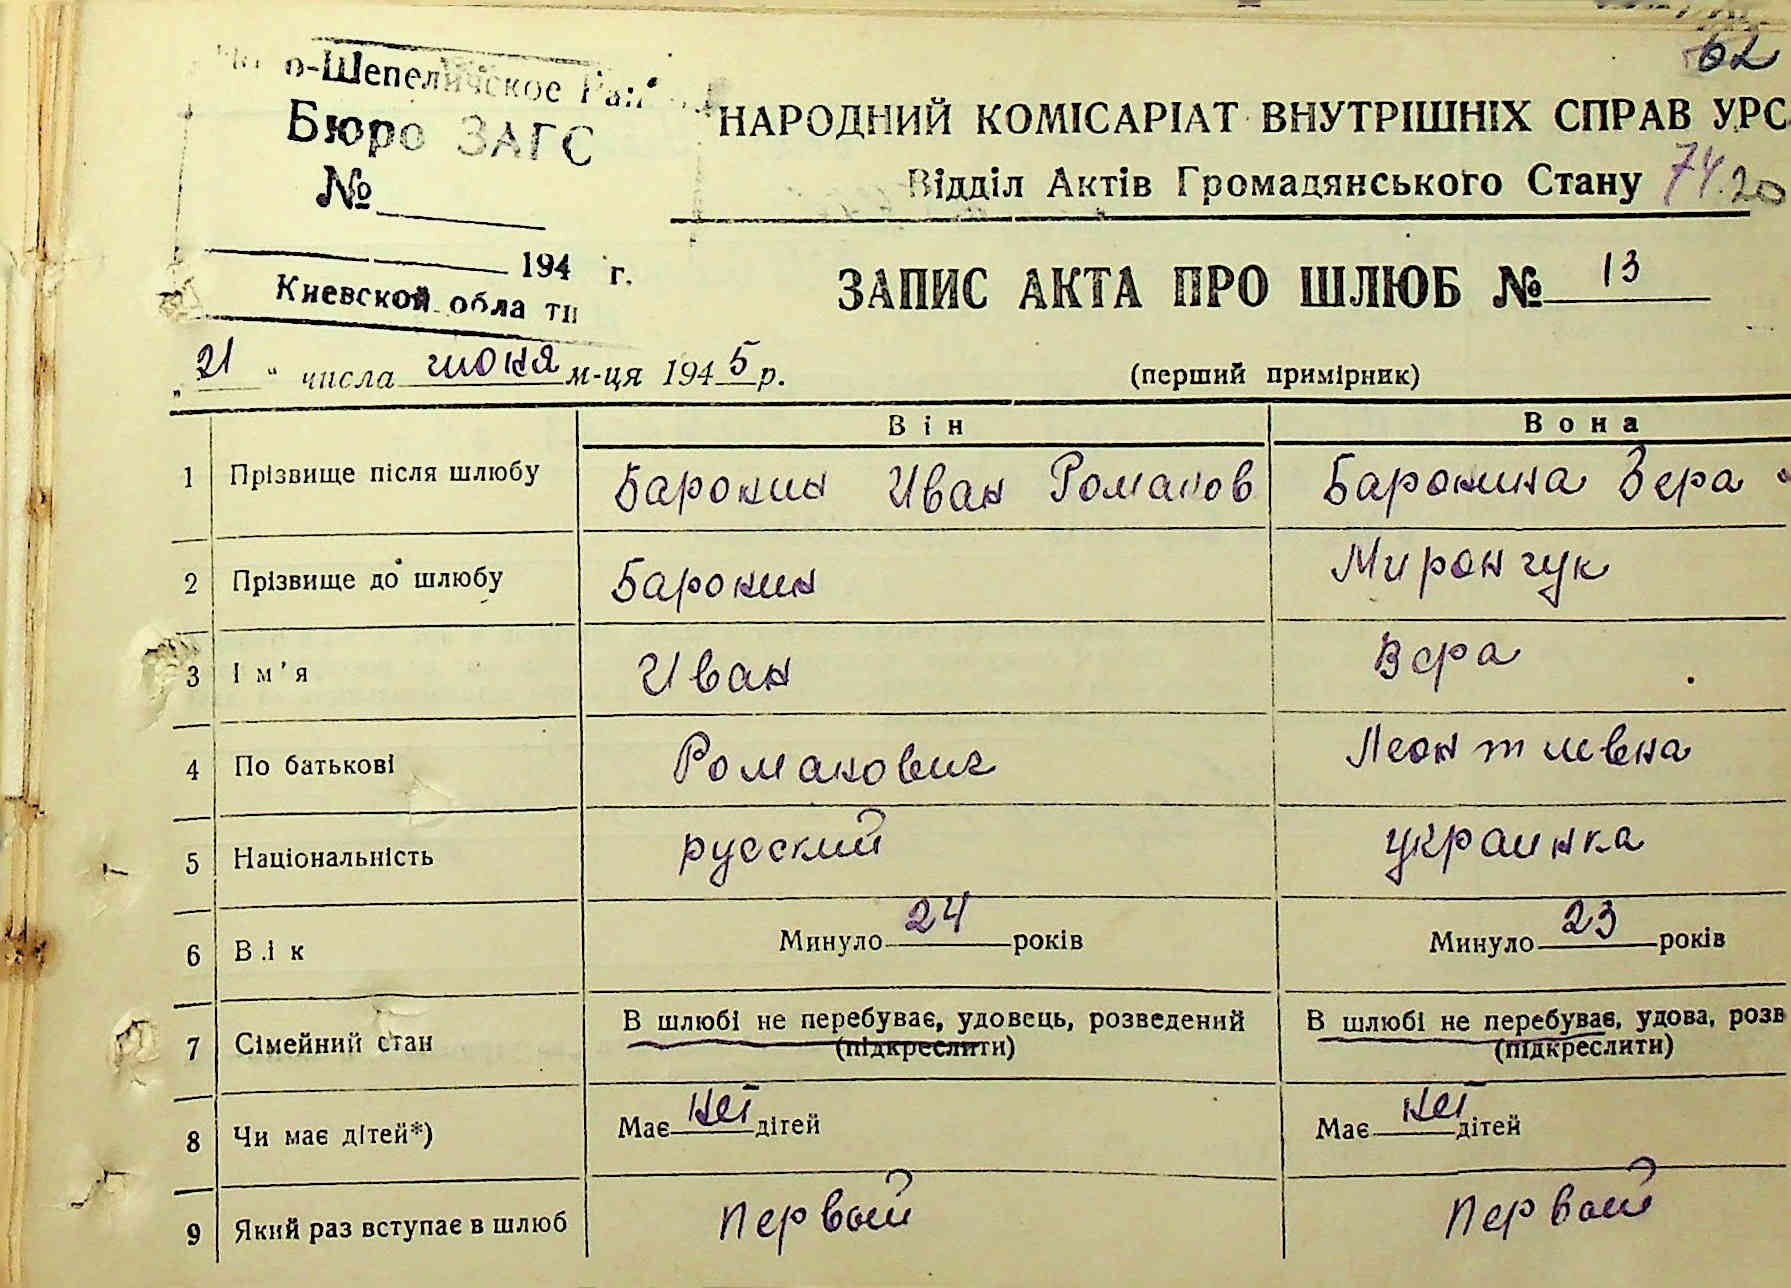 62
о-Шепеличское Рай
Бюро ЗАГС
№
194 г.
Киевской обла ти
НАРОДНИЙ КОМІСАРІАТ ВНУТРІШНІХ СПРАВ УРС
Відділ Актів Громадянського Стану 74 20
ЗАПИС АКТА ПРО ШЛЮБ № 13
„21“ числа июня м-ця 1945 р.
(перший примірник)
Він Вона
1 Прізвище після шлюбу Баронин Иван Романов Баронина Вера
2 Прізвище до шлюбу Баронин Мирончук
3 Ім'я Иван Вера
4 По батькові Романович Леонтиевна
5 Національність русский украинка
6 Вік Минуло 24 років Минуло 23 років
7 Сімейний стан В шлюбі не перебуває, удовець, розведений (підкреслити) В шлюбі не перебуває, удова, розв (підкреслити)
8 Чи має дітей*) Має нет дітей Має нет дітей
9 Який раз вступає в шлюб первый первый